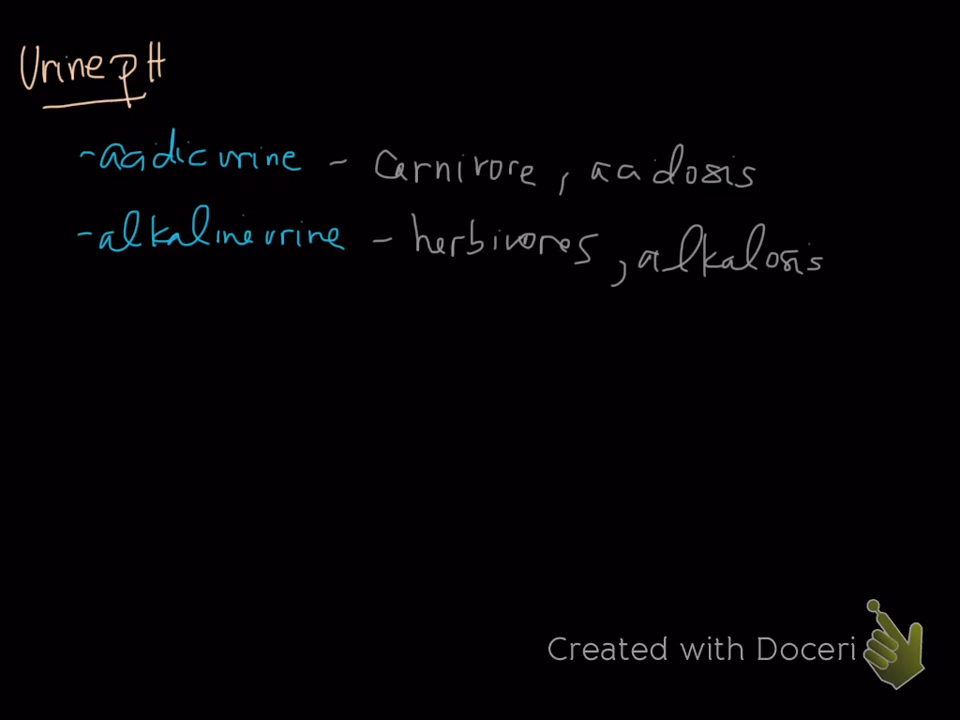 Urine pH
-acidic urine - Carnivore, acidosis
-alkaline urine - herbivores, alkalosis
Created with Doceri